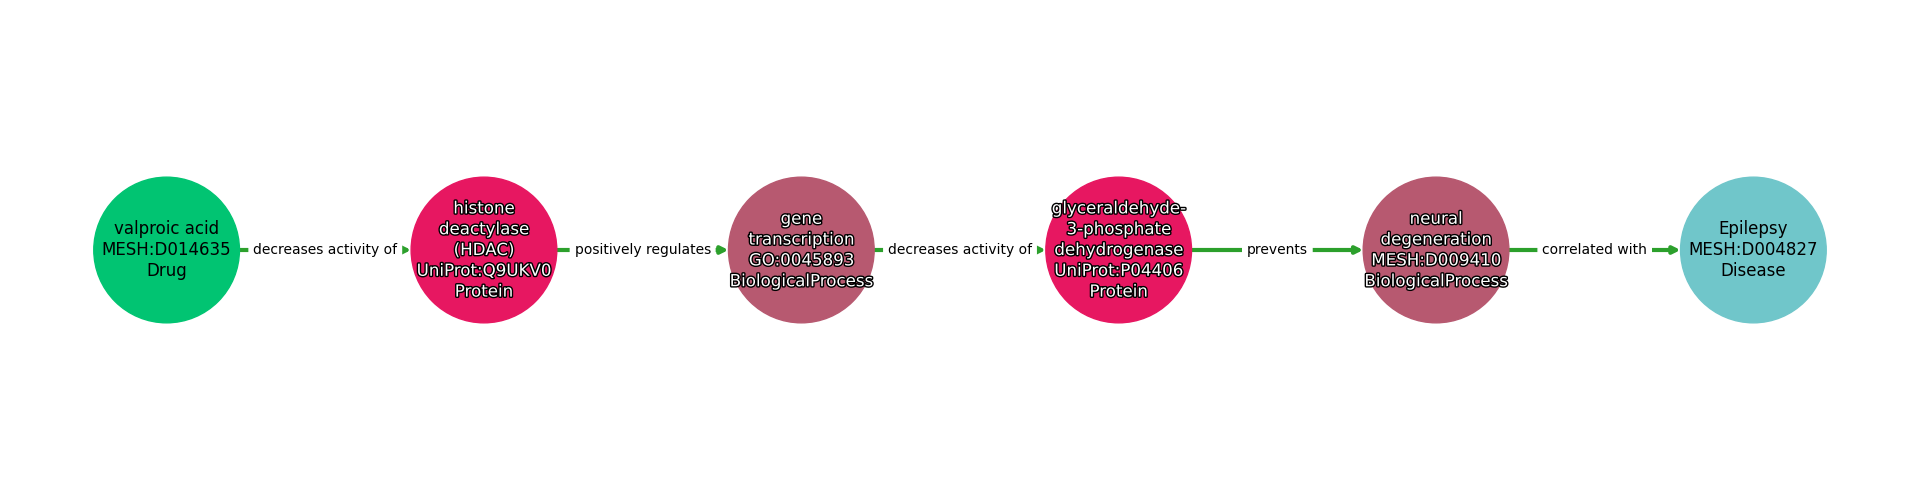 valproic acid
MESH:D014635
Drug
decreases activity of
histone
deactylase
(HDAC)
UniProt:Q9UKV0
Protein
positively regulates
gene
transcription
GO:0045893
BiologicalProcess
decreases activity of
glyceraldehyde-
3-phosphate
dehydrogenase
UniProt:P04406
Protein
prevents
neural
degeneration
MESH:D009410
BiologicalProcess
correlated with
Epilepsy
MESH:D004827
Disease